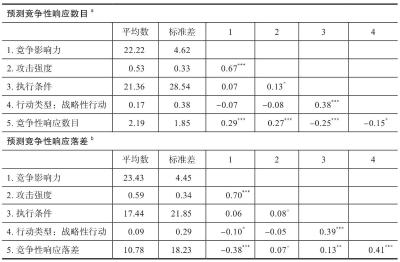 预测竞争性响应数目 a
平均数 标准差 1 2 3 4
1. 竞争影响力 22.22 4.62
2. 攻击强度 0.53 0.33 0.67***
3. 执行条件 21.36 28.54 0.07 0.13*
4. 行动类型：战略性行动 0.17 0.38 -0.07 -0.08 0.38***
5. 竞争性响应数目 2.19 1.85 0.29*** 0.27*** -0.25*** -0.15*
预测竞争性响应落差 b
平均数 标准差 1 2 3 4
1. 竞争影响力 23.43 4.45
2. 攻击强度 0.59 0.34 0.70***
3. 执行条件 17.44 21.85 0.06 0.08
4. 行动类型：战略性行动 0.09 0.29 -0.10* -0.05 0.39***
5. 竞争性响应落差 10.78 18.23 -0.38*** 0.07 0.13** 0.41***